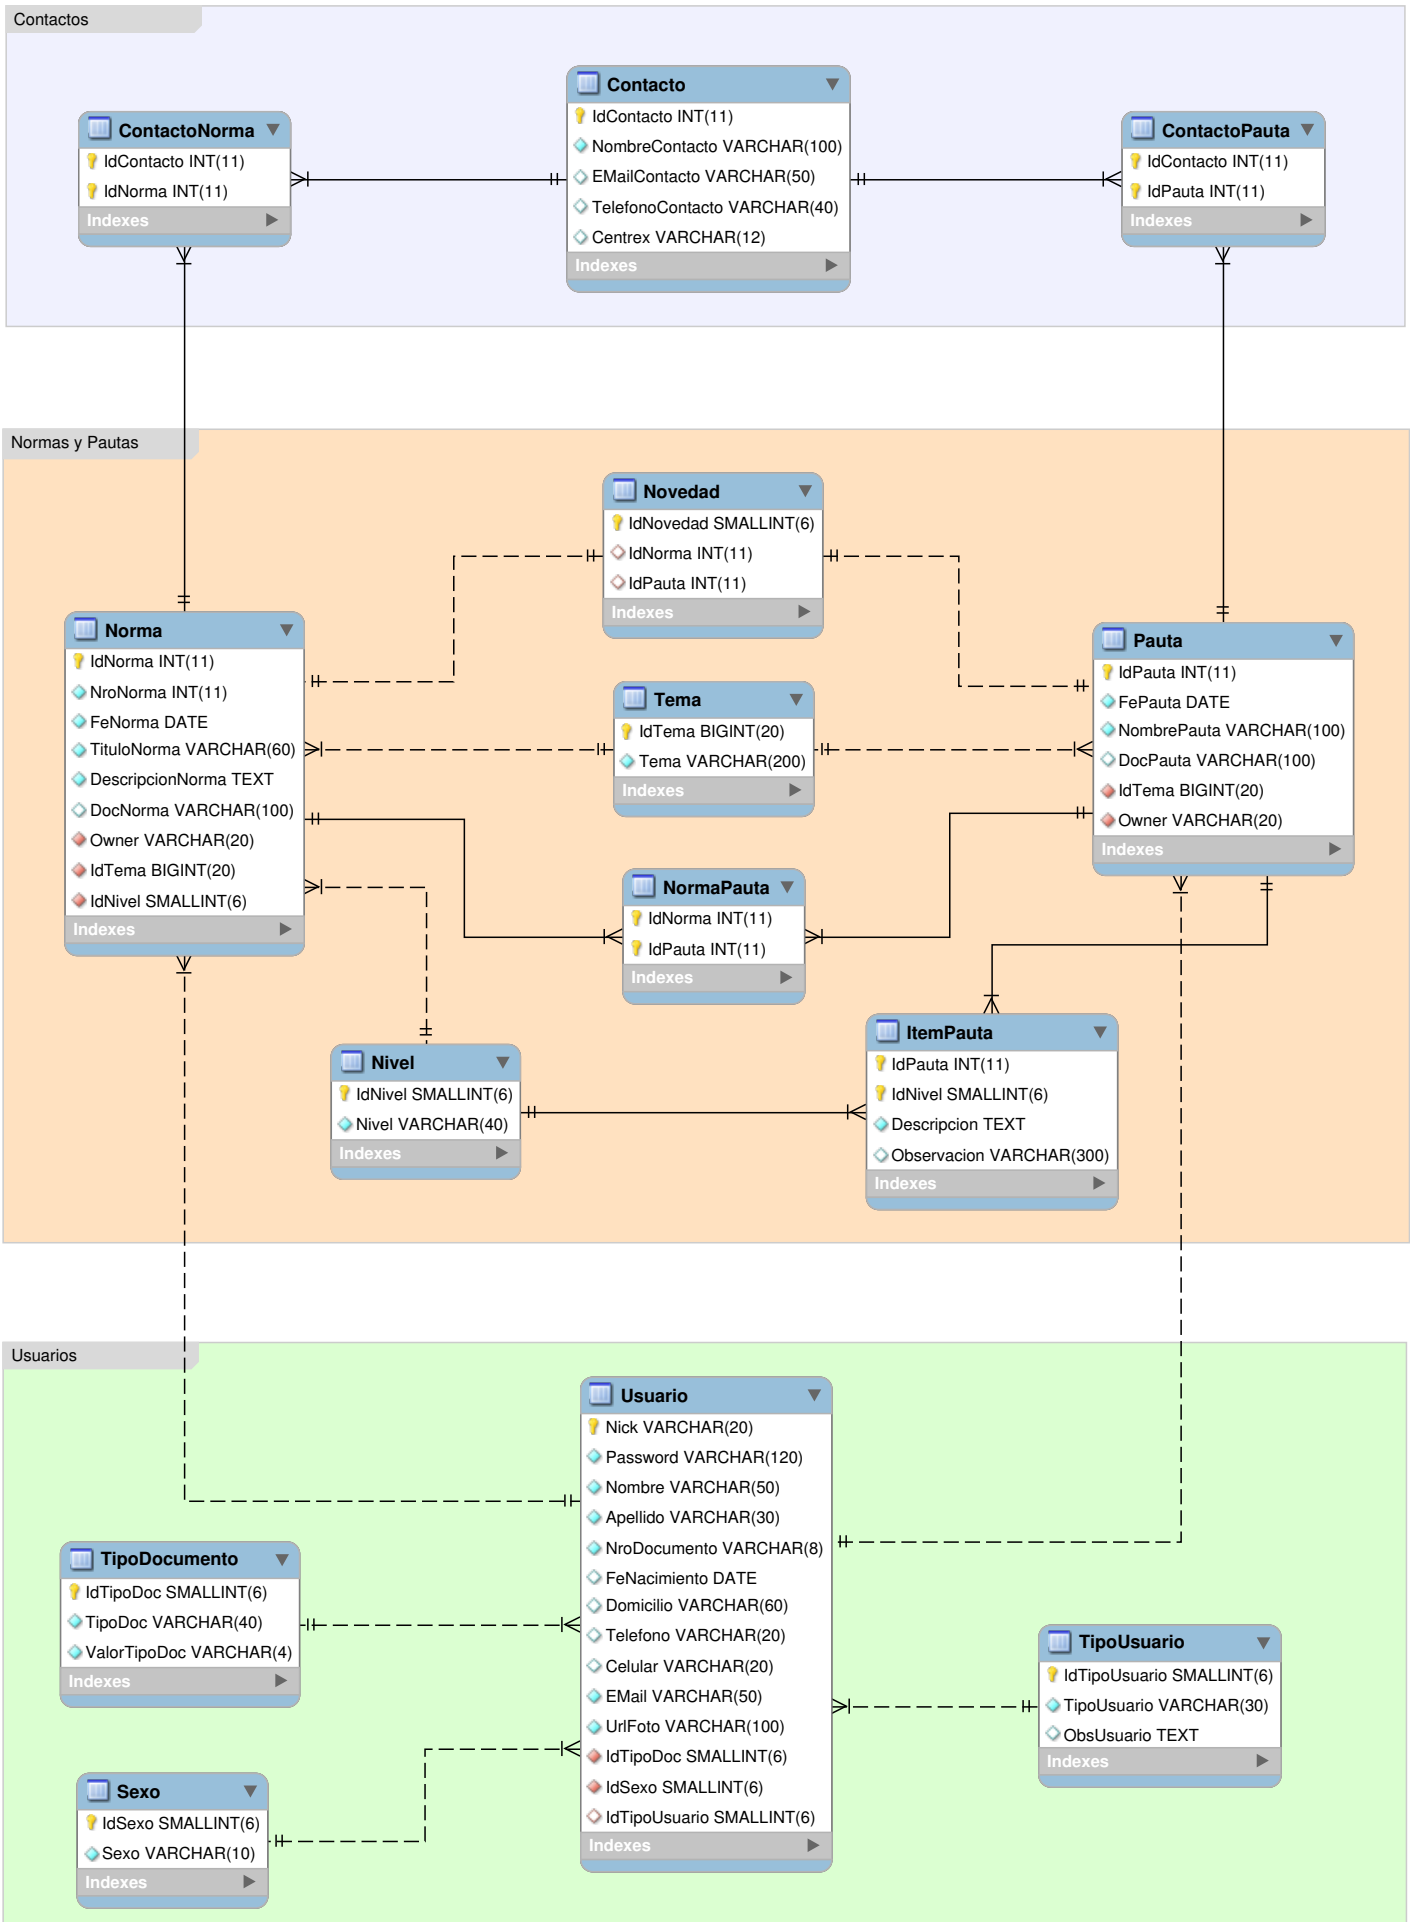 Contactos
Contacto
IdContacto INT(11)
NombreContacto VARCHAR(100)
EMailContacto VARCHAR(50)
TelefonoContacto VARCHAR(40)
Centrex VARCHAR(12)
Indexes
ContactoNorma
IdContacto INT(11)
IdNorma INT(11)
Indexes
ContactoPauta
IdContacto INT(11)
IdPauta INT(11)
Indexes
Normas y Pautas
Novedad
IdNovedad SMALLINT(6)
IdNorma INT(11)
IdPauta INT(11)
Indexes
Norma
IdNorma INT(11)
NroNorma INT(11)
FeNorma DATE
TituloNorma VARCHAR(60)
DescripcionNorma TEXT
DocNorma VARCHAR(100)
Owner VARCHAR(20)
IdTema BIGINT(20)
IdNivel SMALLINT(6)
Indexes
Tema
IdTema BIGINT(20)
Tema VARCHAR(200)
Indexes
Pauta
IdPauta INT(11)
FePauta DATE
NombrePauta VARCHAR(100)
DocPauta VARCHAR(100)
IdTema BIGINT(20)
Owner VARCHAR(20)
Indexes
NormaPauta
IdNorma INT(11)
IdPauta INT(11)
Indexes
Nivel
IdNivel SMALLINT(6)
Nivel VARCHAR(40)
Indexes
ItemPauta
IdPauta INT(11)
IdNivel SMALLINT(6)
Descripcion TEXT
Observacion VARCHAR(300)
Indexes
Usuarios
Usuario
Nick VARCHAR(20)
Password VARCHAR(120)
Nombre VARCHAR(50)
Apellido VARCHAR(30)
NroDocumento VARCHAR(8)
FeNacimiento DATE
Domicilio VARCHAR(60)
Telefono VARCHAR(20)
Celular VARCHAR(20)
EMail VARCHAR(50)
UrlFoto VARCHAR(100)
IdTipoDoc SMALLINT(6)
IdSexo SMALLINT(6)
IdTipoUsuario SMALLINT(6)
Indexes
TipoDocumento
IdTipoDoc SMALLINT(6)
TipoDoc VARCHAR(40)
ValorTipoDoc VARCHAR(4)
Indexes
TipoUsuario
IdTipoUsuario SMALLINT(6)
TipoUsuario VARCHAR(30)
ObsUsuario TEXT
Indexes
Sexo
IdSexo SMALLINT(6)
Sexo VARCHAR(10)
Indexes